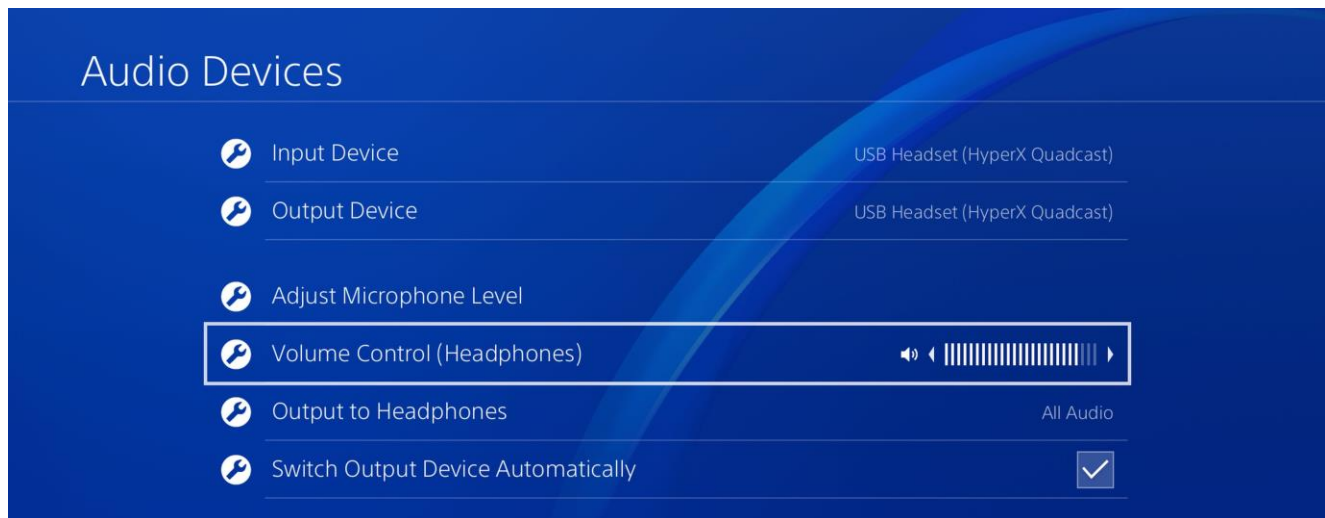 Audio Devices
Input Device USB Headset (HyperX Quadcast)
Output Device USB Headset (HyperX Quadcast)
Adjust Microphone Level
Volume Control (Headphones)
Output to Headphones All Audio
Switch Output Device Automatically